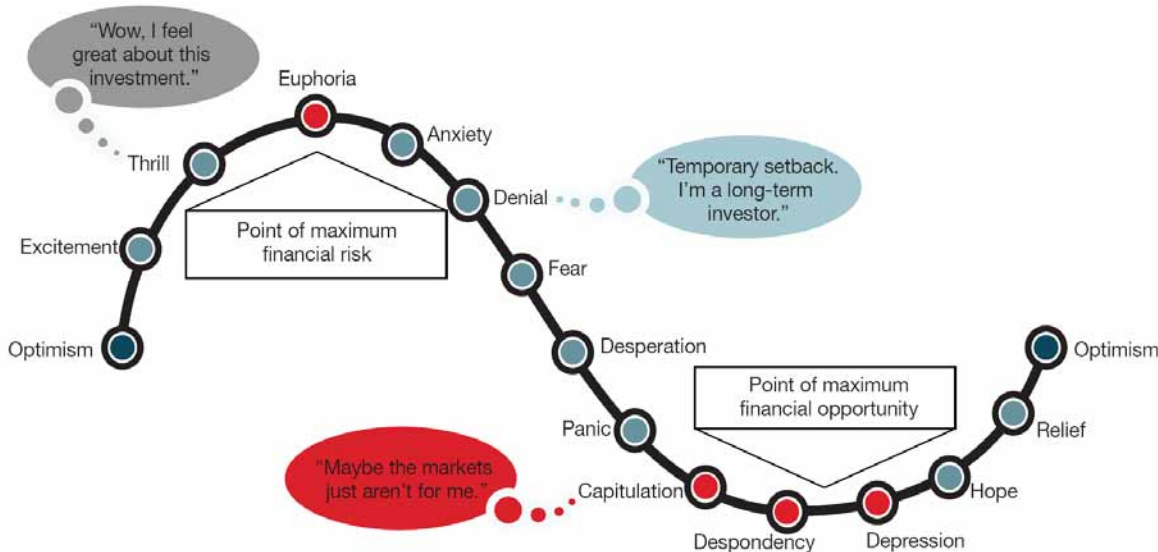 “Wow, I feel
great about this
investment.”
Euphoria
Anxiety
Thrill
Denial
“Temporary setback.
I’m a long-term
investor.”
Point of maximum
financial risk
Excitement
Fear
Optimism
Desperation
Optimism
Point of maximum
financial opportunity
Panic
Relief
“Maybe the markets
just aren't for me.”
Capitulation
Hope
Despondency
Depression